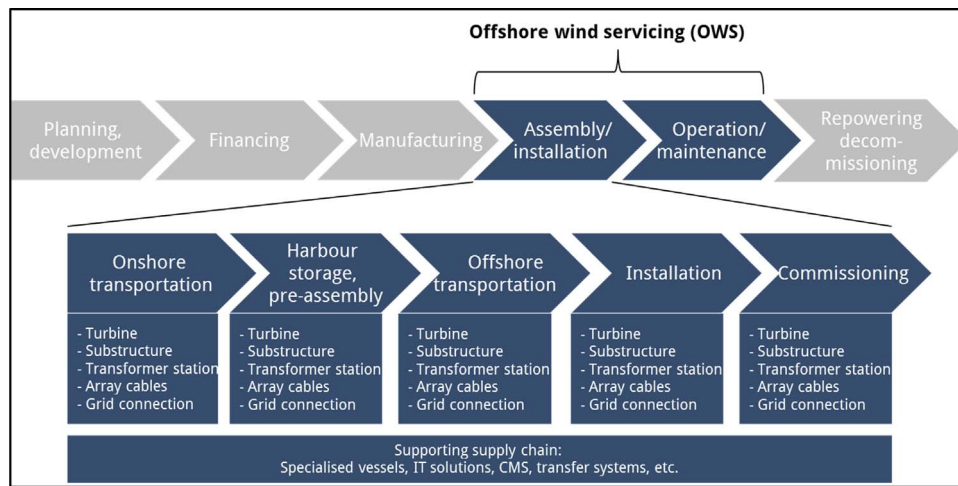 Offshore wind servicing (OWS)
Planning,
development
Financing
Manufacturing
Assembly/
installation
Operation/
maintenance
Repowering
decom-
missioning
Onshore
transportation
Harbour
storage,
pre-assembly
Offshore
transportation
Installation
Commissioning
- Turbine
- Substructure
- Transformer station
- Array cables
- Grid connection
- Turbine
- Substructure
- Transformer station
- Array cables
- Grid connection
- Turbine
- Substructure
- Transformer station
- Array cables
- Grid connection
- Turbine
- Substructure
- Transformer station
- Array cables
- Grid connection
- Turbine
- Substructure
- Transformer station
- Array cables
- Grid connection
Supporting supply chain:
Specialised vessels, IT solutions, CMS, transfer systems, etc.